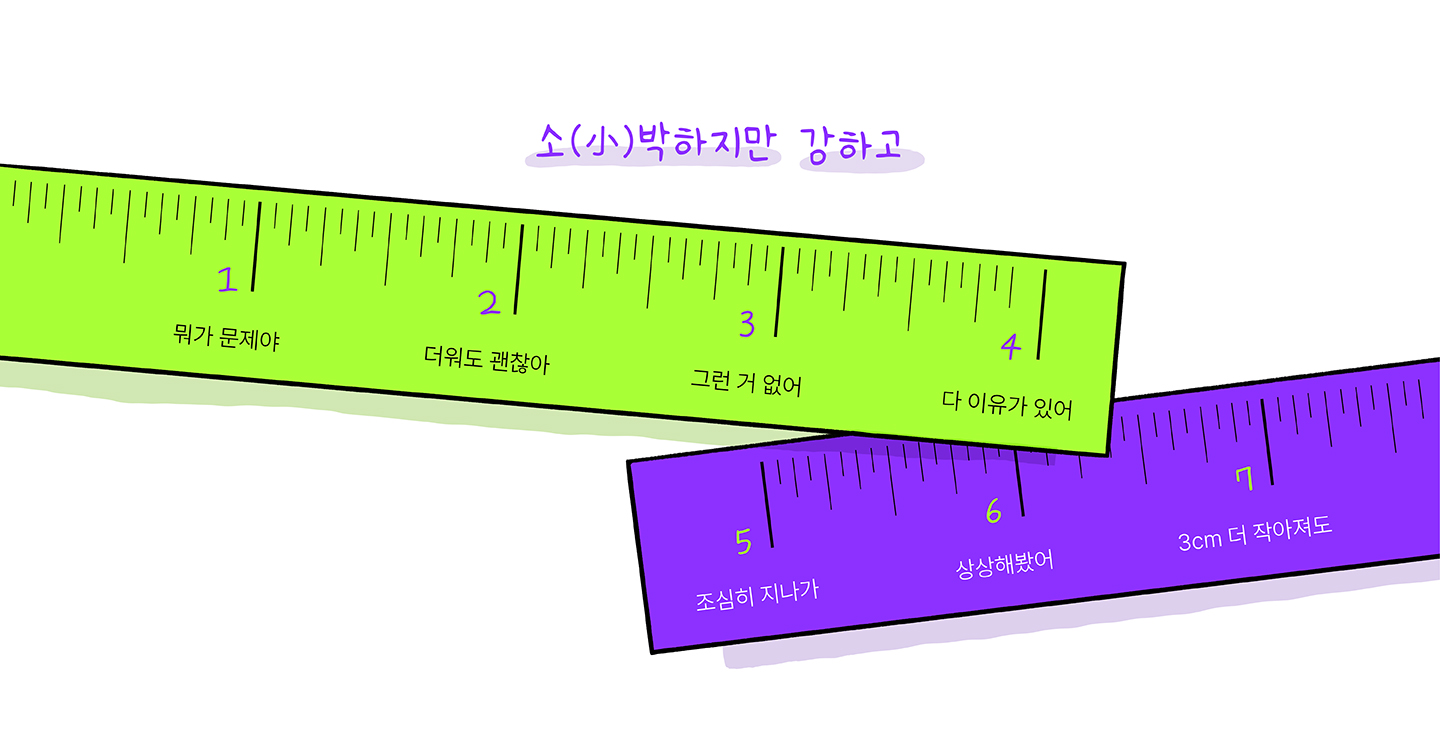 소(小)박하지만 강하고
1
뭐가 문제야
2
더워도 괜찮아
3
그런 거 없어
4
다 이유가 있어
5
조심히 지나가
6
상상해봤어
7
3cm 더 작아져도